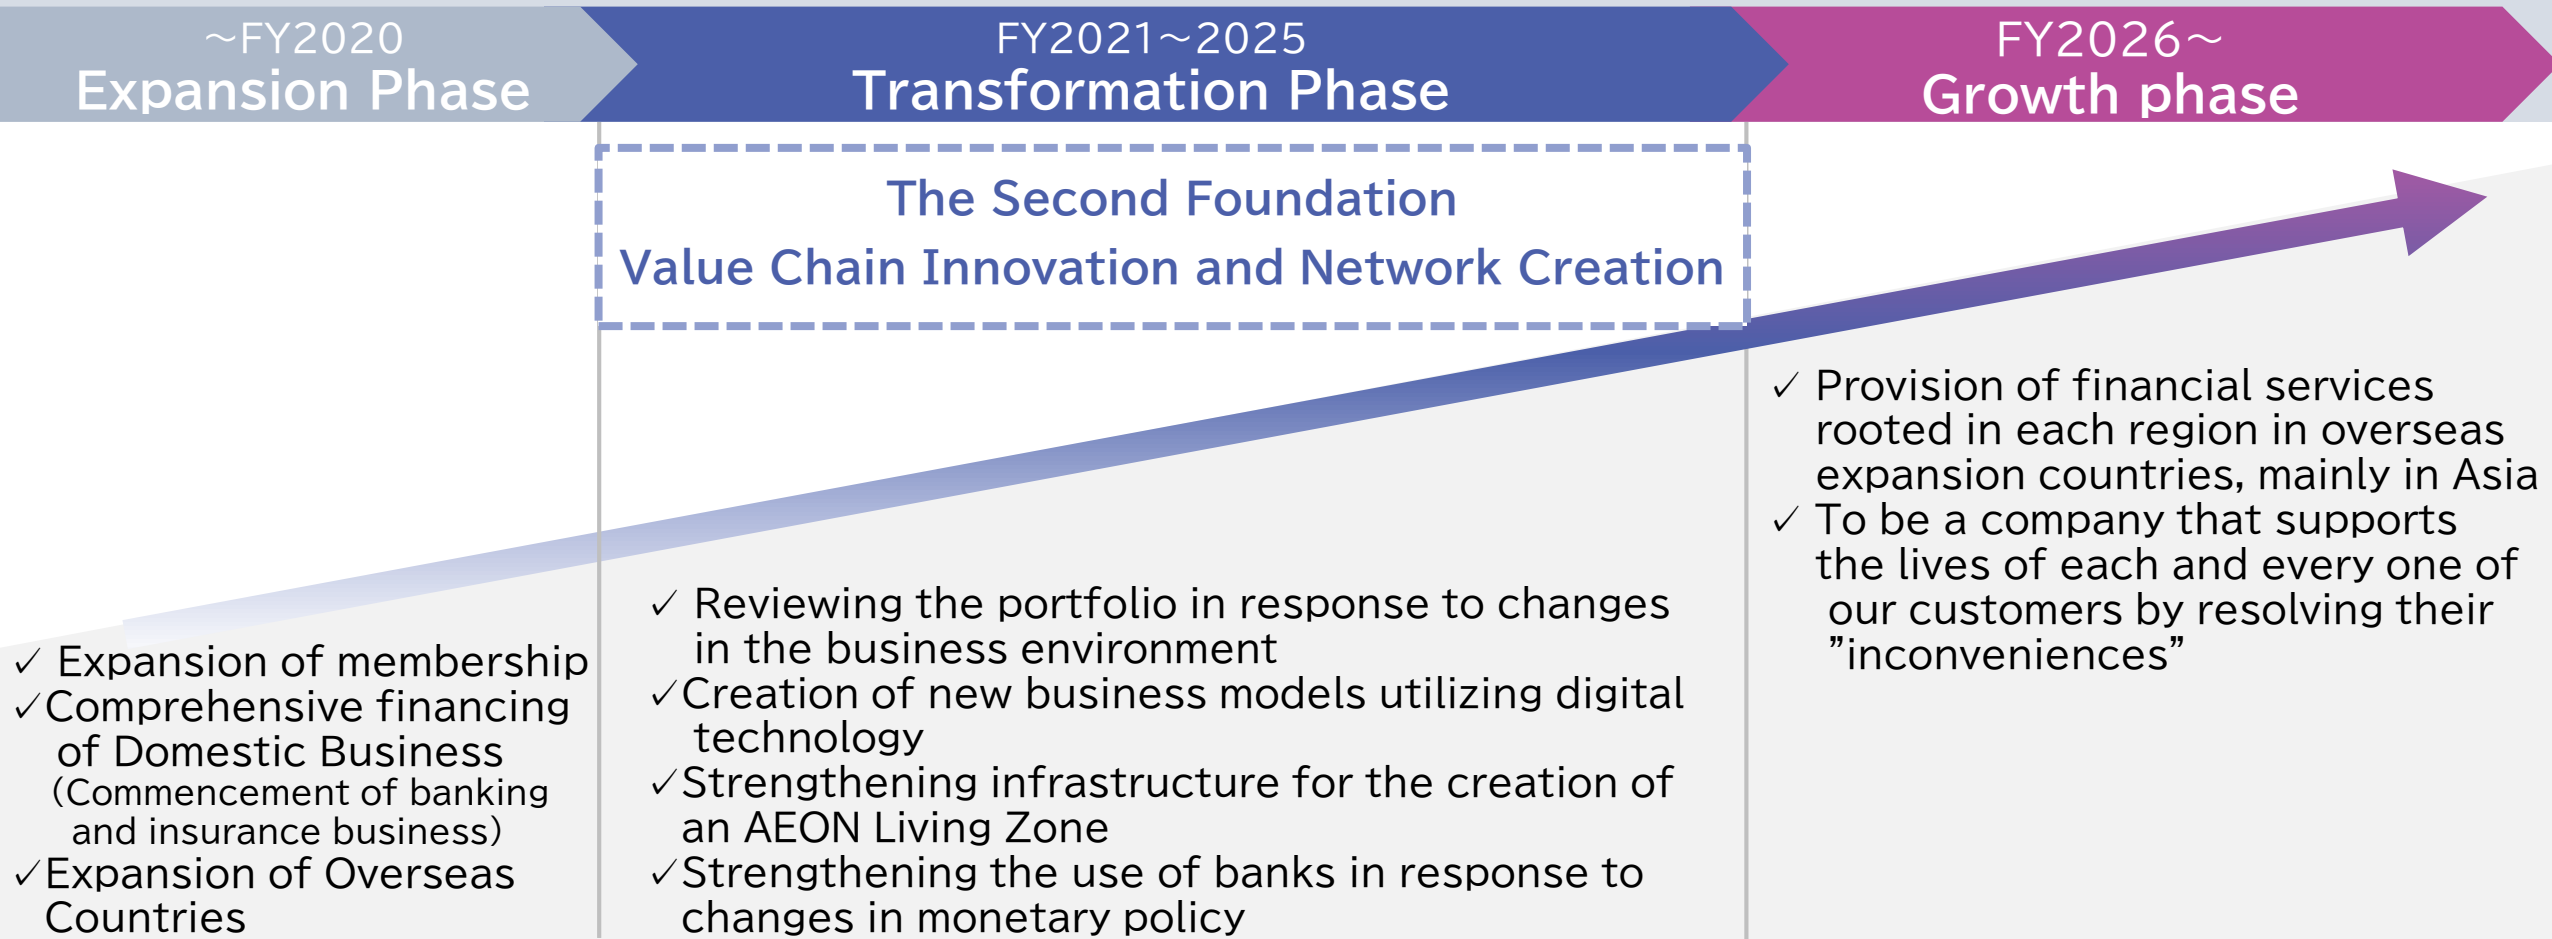 ～FY2020
Expansion Phase
FY2021～2025
Transformation Phase
FY2026～
Growth phase
The Second Foundation
Value Chain Innovation and Network Creation
✓ Expansion of membership
✓Comprehensive financing
of Domestic Business
(Commencement of banking
and insurance business)
✓Expansion of Overseas
Countries
✓ Reviewing the portfolio in response to changes
in the business environment
✓Creation of new business models utilizing digital
technology
✓Strengthening infrastructure for the creation of
an AEON Living Zone
✓Strengthening the use of banks in response to
changes in monetary policy
✓ Provision of financial services
rooted in each region in overseas
expansion countries, mainly in Asia
✓ To be a company that supports
the lives of each and every one of
our customers by resolving their
”inconveniences”